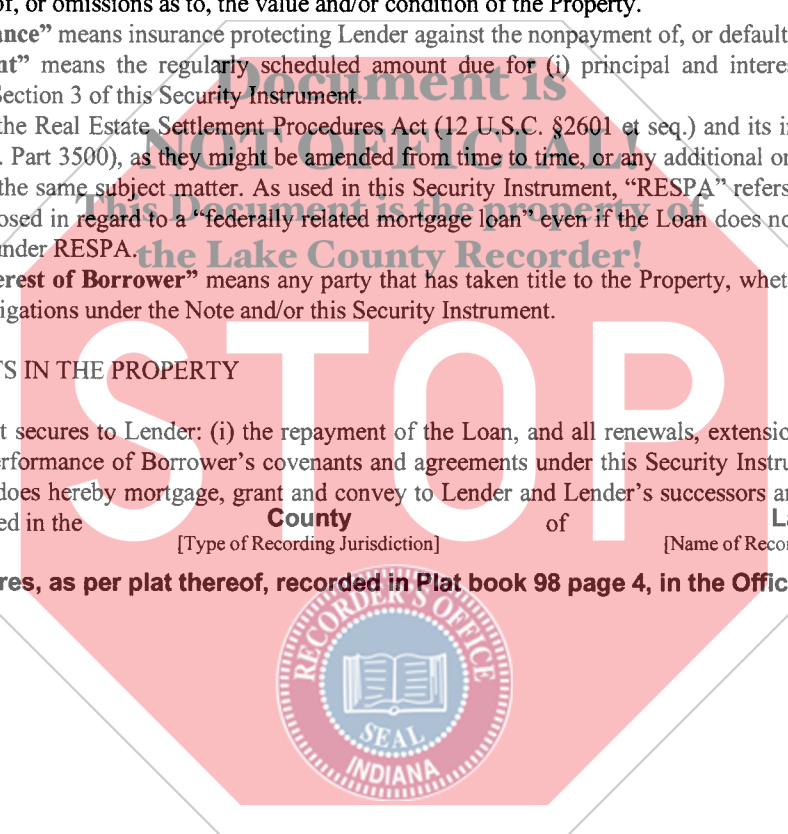 of, or omissions as to, the value and/or condition of the Property.
ance” means insurance protecting Lender against the nonpayment of, or default
nt” means the regularly scheduled amount due for (i) principal and intere
Section 3 of this Security Instrument.
Document is
the Real Estate Settlement Procedures Act (12 U.S.C. §2601 et seq.) and its i
NOT OFFICIAL!
. Part 3500), as they might be amended from time to time, or any additional or
the same subject matter. As used in this Security Instrument, “RESPA” refers
This Document is the property of
osed in regard to a “federally related mortgage loan” even if the Loan does no
under RESPA.
the Lake County Recorder!
erest of Borrower” means any party that has taken title to the Property, whet
igations under the Note and/or this Security Instrument.
STOP
TS IN THE PROPERTY
t secures to Lender: (i) the repayment of the Loan, and all renewals, extensio
erformance of Borrower’s covenants and agreements under this Security Instru
does hereby mortgage, grant and convey to Lender and Lender’s successors a
ed in the County of La
[Type of Recording Jurisdiction] [Name of Recor
res, as per plat thereof, recorded in Plat book 98 page 4, in the Offic
RECORDER'S OFFICE
SEAL
INDIANA